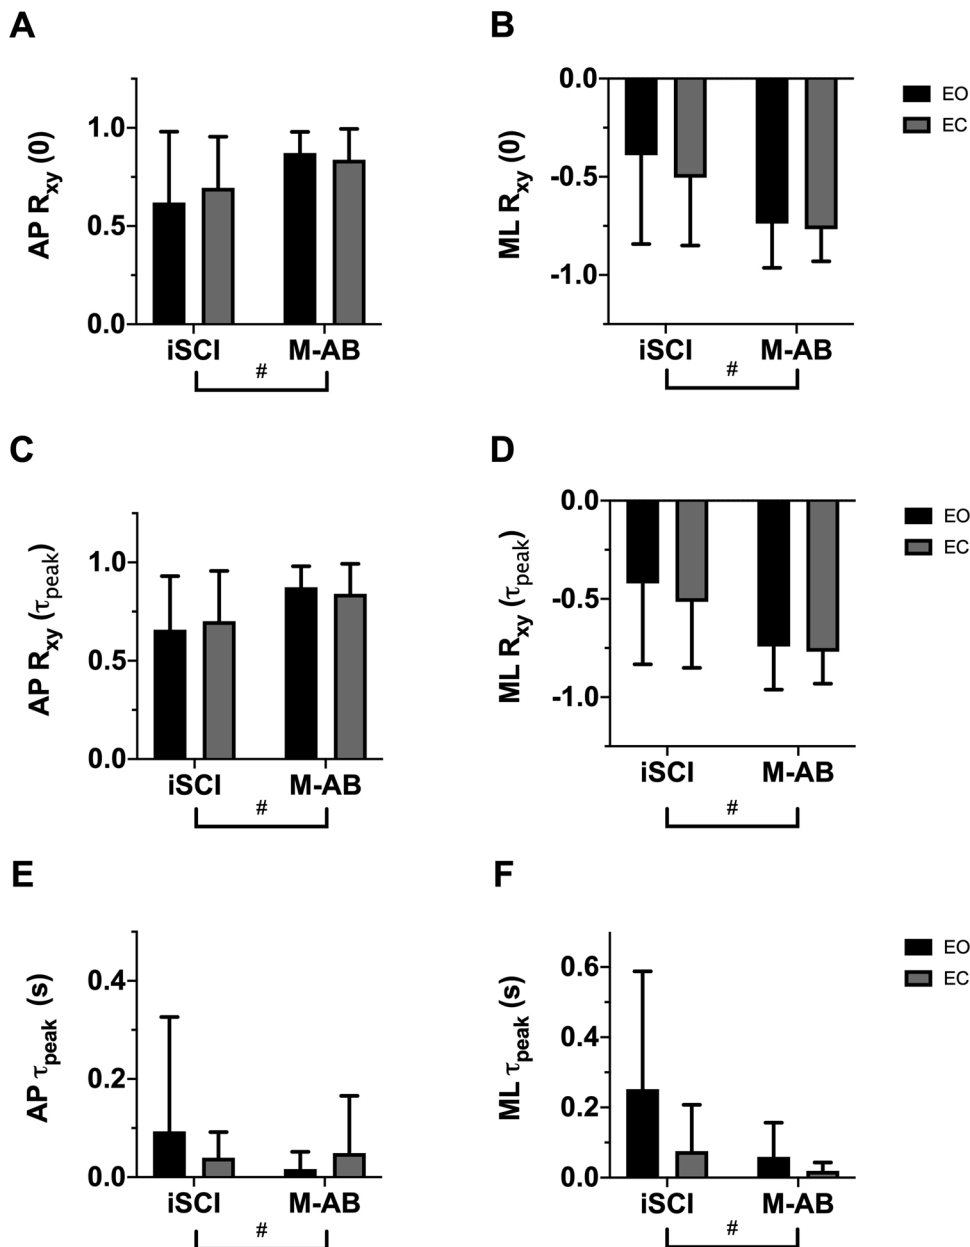 A
AP Rxy (0)
1.0
0.5
0.0
iSCI M-AB
#
B
ML Rxy (0)
0.0
-0.5
-1.0
iSCI M-AB
#
EO
EC
C
AP Rxy (τpeak)
1.0
0.5
0.0
iSCI M-AB
#
D
ML Rxy (τpeak)
0.0
-0.5
-1.0
iSCI M-AB
#
EO
EC
E
AP τpeak (s)
0.4
0.2
0.0
iSCI M-AB
#
F
ML τpeak (s)
0.6
0.4
0.2
0.0
iSCI M-AB
#
EO
EC